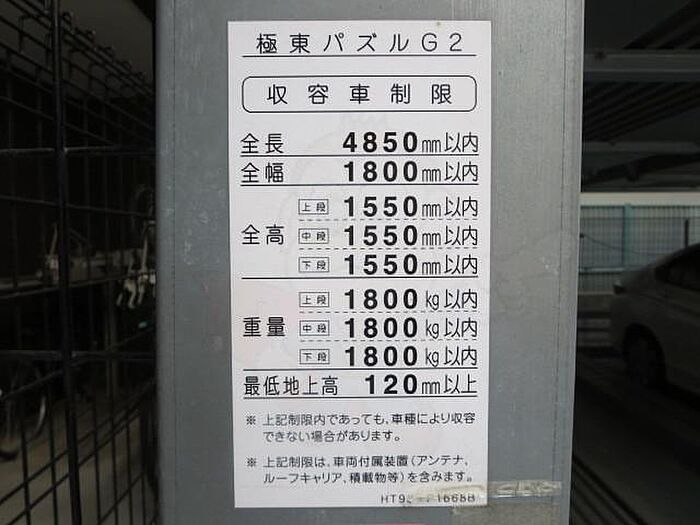 極東パズルG2
収容車制限
全長 4850mm以内
全幅 1800mm以内
上段 1550mm以内
全高 中段 1550mm以内
下段 1550mm以内
上段 1800kg以内
重量 中段 1800kg以内
下段 1800kg以内
最低地上高 120mm以上
※ 上記制限内であっても、車種により収容
できない場合があります。
※ 上記制限は、車両付属装置(アンテナ、
ルーフキャリア、積載物等)を含みます。